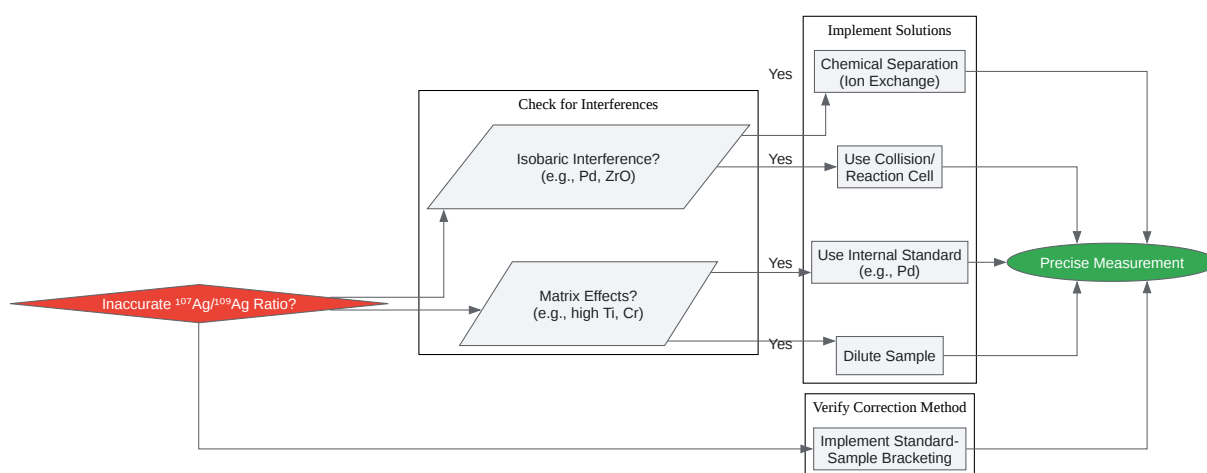 Implement Solutions
Yes
Chemical Separation
(Ion Exchange)
Check for Interferences
Isobaric Interference?
(e.g., Pd, ZrO)
Yes
Use Collision/
Reaction Cell
Yes
Use Internal Standard
(e.g., Pd)
Precise Measurement
Matrix Effects?
(e.g., high Ti, Cr)
Inaccurate ¹⁰⁷Ag/¹⁰⁹Ag Ratio?
Yes
Dilute Sample
Verify Correction Method
Implement Standard-
Sample Bracketing